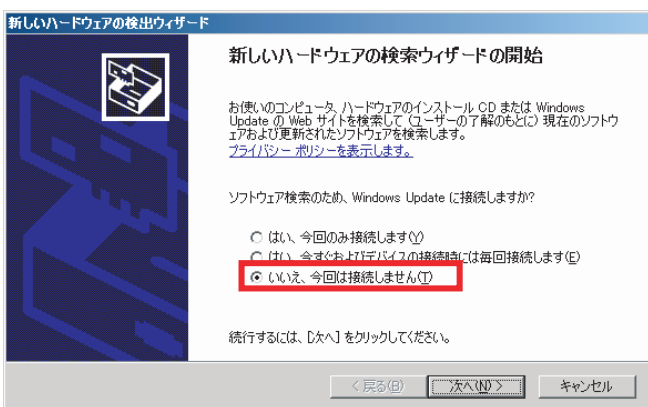 新しいハードウェアの検出ウィザード
新しいハードウェアの検索ウィザードの開始
お使いのコンピュータ、ハードウェアのインストール CD または Windows
Update の Web サイトを検索して (ユーザーの了解のもとに) 現在のソフトウ
ェアおよび更新されたソフトウェアを検索します。
プライバシー ポリシーを表示します。
ソフトウェア検索のため、Windows Update に接続しますか?
はい、今回のみ接続します(Y)
はい、今すぐおよびデバイスの接続時には毎回接続します(E)
いいえ、今回は接続しません(T)
続行するには、[次へ] をクリックしてください。
< 戻る(B) 次へ(N) > キャンセル